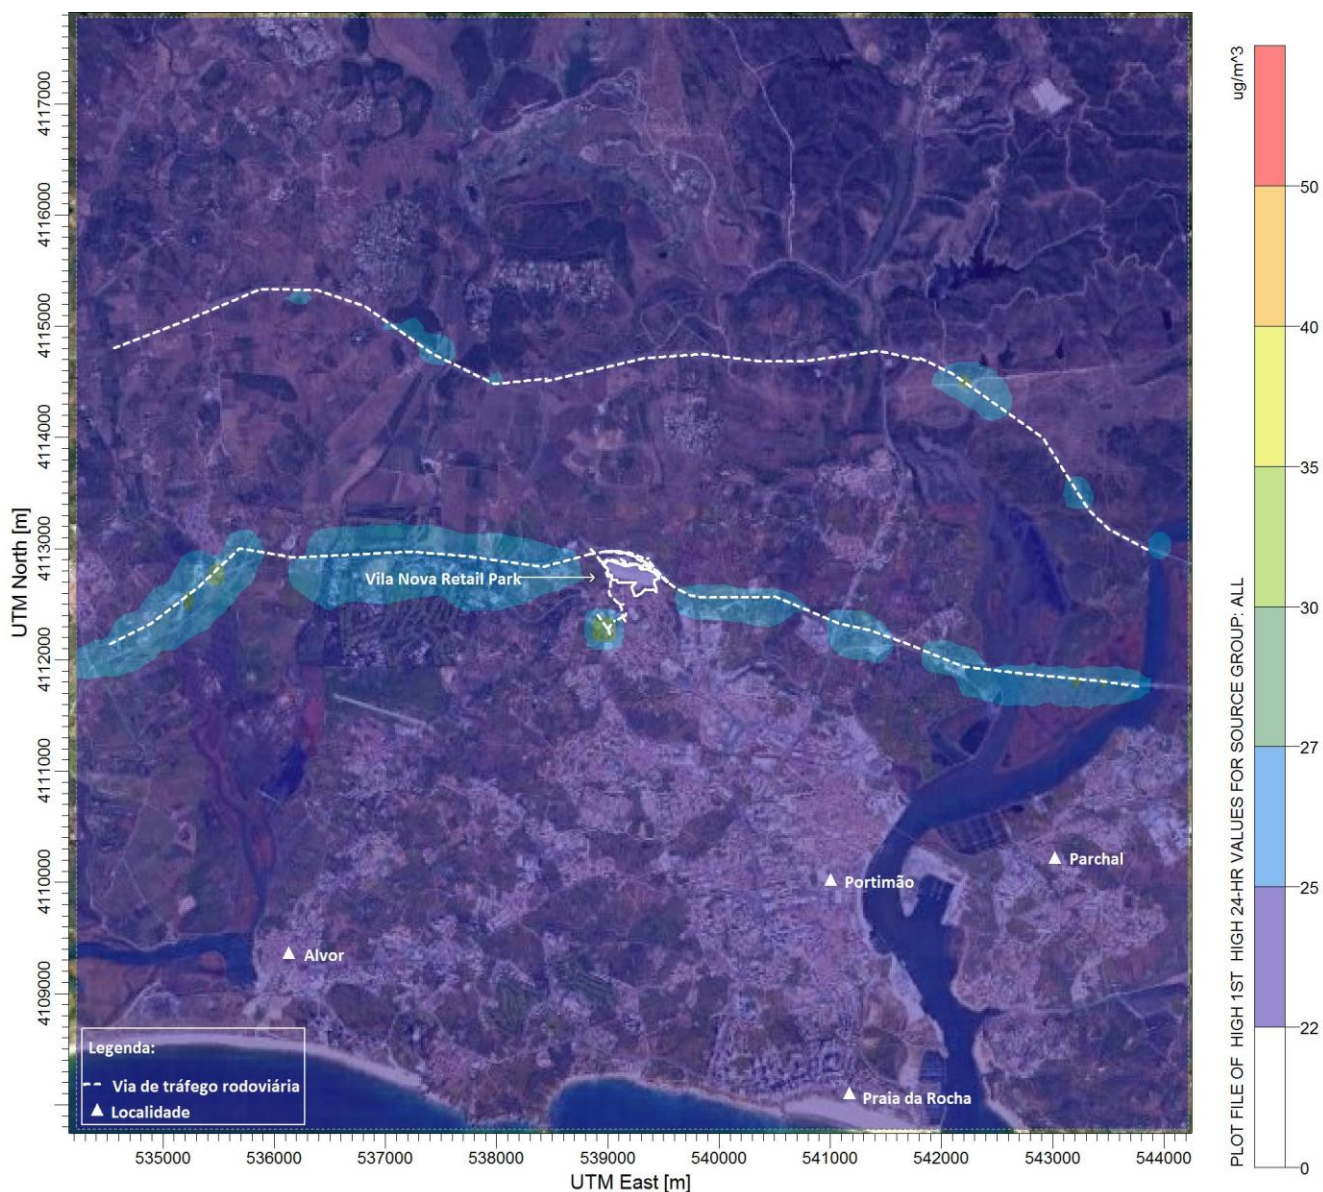 ug/m^3
50
40
35
30
27
25
22
0
PLOT FILE OF HIGH 1ST HIGH 24-HR VALUES FOR SOURCE GROUP: ALL
UTM North [m]
4117000
4116000
4115000
4114000
4113000
4112000
4111000
4110000
4109000
Vila Nova Retail Park
Parchal
Portimão
Alvor
Praia da Rocha
Legenda:
Via de tráfego rodoviária
Localidade
535000 536000 537000 538000 539000 540000 541000 542000 543000 544000
UTM East [m]